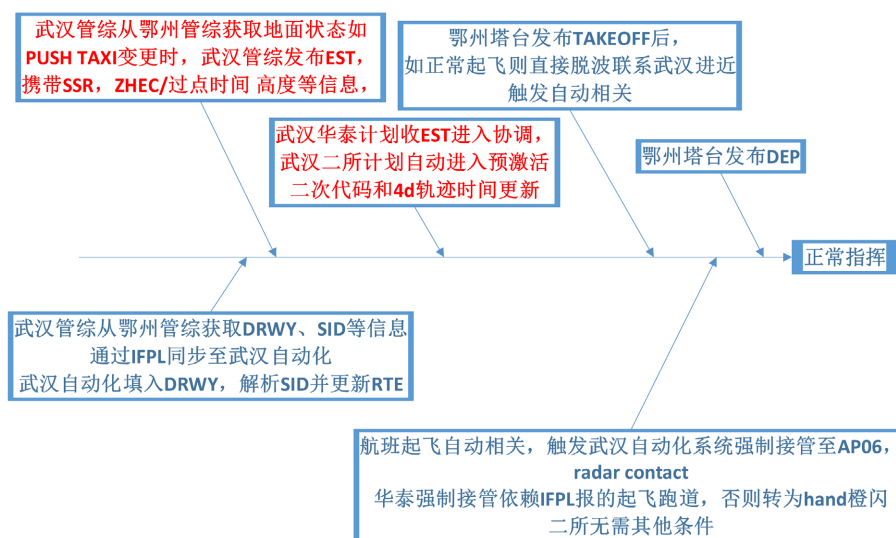 武汉管综从鄂州管综获取地面状态如
PUSH TAXI变更时，武汉管综发布EST，
携带SSR，ZHEC/过点时间 高度等信息，
鄂州塔台发布TAKEOFF后，
如正常起飞则直接脱波联系武汉进近
触发自动相关
武汉华泰计划收EST进入协调，
武汉二所计划自动进入预激活
二次代码和4d轨迹时间更新
鄂州塔台发布DEP
正常指挥
武汉管综从鄂州管综获取DRWY、SID等信息
通过IFPL同步至武汉自动化
武汉自动化填入DRWY，解析SID并更新RTE
航班起飞自动相关，触发武汉自动化系统强制接管至AP06，
radar contact
华泰强制接管依赖IFPL报的起飞跑道，否则转为hand橙闪
二所无需其他条件